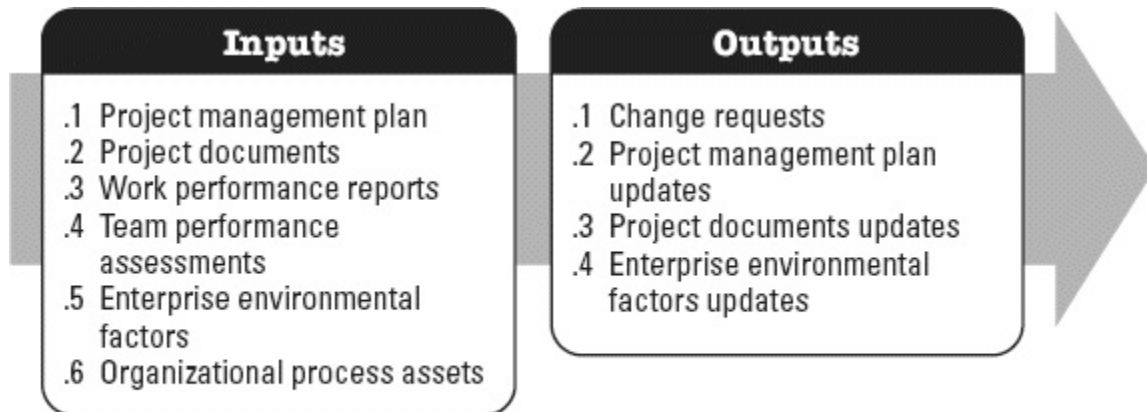 Inputs
.1 Project management plan
.2 Project documents
.3 Work performance reports
.4 Team performance
assessments
.5 Enterprise environmental
factors
.6 Organizational process assets
Outputs
.1 Change requests
.2 Project management plan
updates
.3 Project documents updates
.4 Enterprise environmental
factors updates